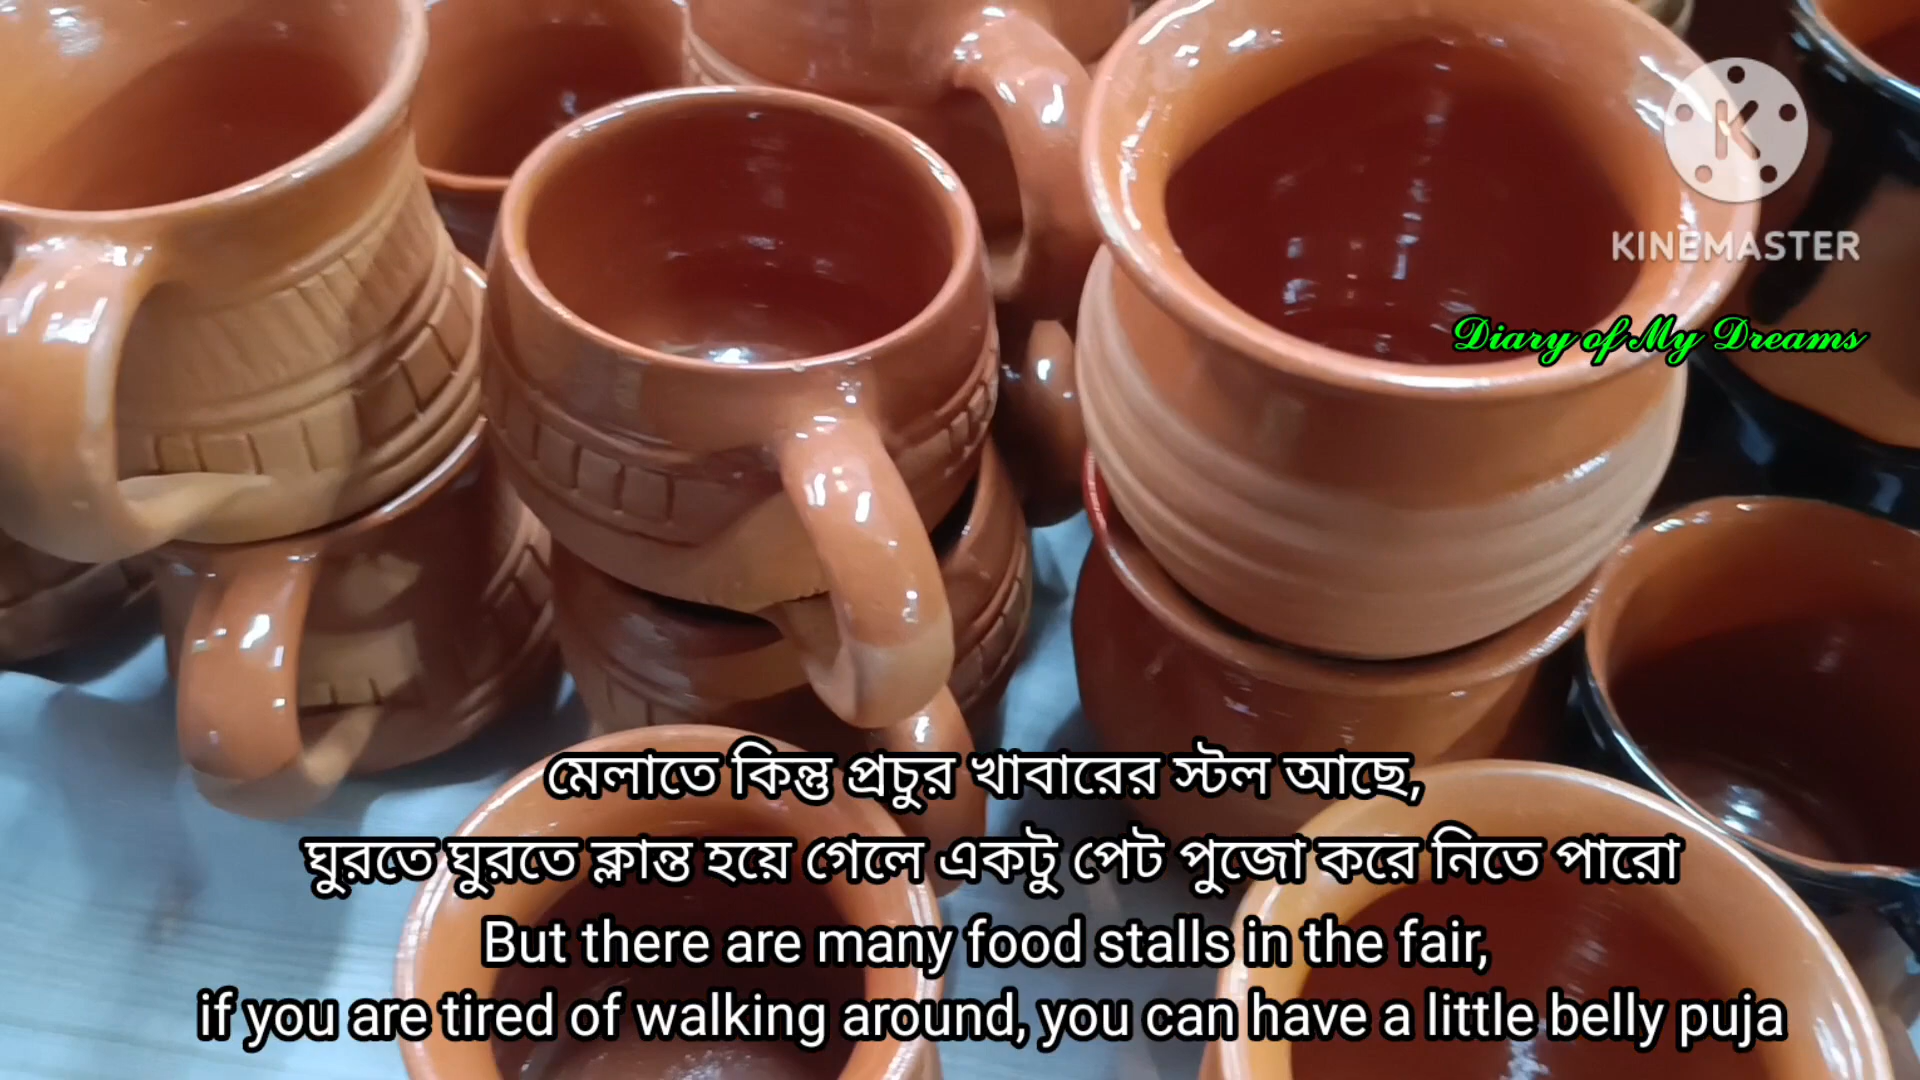 KINEMASTER
Diary of My Dreams
মেলাতে কিন্তু প্রচুর খাবারের স্টল আছে,
ঘুরতে ঘুরতে ক্লান্ত হয়ে গেলে একটু পেট পুজো করে নিতে পারো
But there are many food stalls in the fair,
if you are tired of walking around, you can have a little belly puja